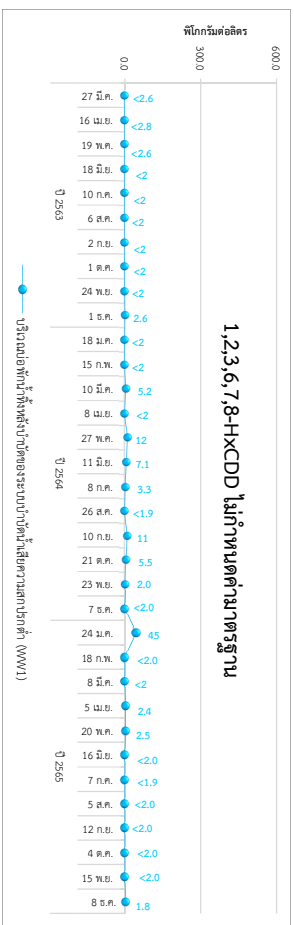 1,2,3,6,7,8-HxCDD ไม่กำหนดค่ามาตรฐาน
พิโกกรัมต่อลิตร
600.0
300.0
0.0
<2.6
<2.8
<2.6
<2
<2
<2
<2
<2
<2
2.6
<2
<2
5.2
<2
12
7.1
3.3
<1.9
11
5.5
2.0
<2.0
45
<2.0
<2
2.4
2.5
<2.0
<1.9
<2.0
<2.0
<2.0
<2.0
1.8
27 มี.ค.
16 เม.ย.
19 พ.ค.
18 มิ.ย.
10 ก.ค.
6 ส.ค.
2 ก.ย.
1 ต.ค.
24 พ.ย.
1 ธ.ค.
18 ม.ค.
15 ก.พ.
10 มี.ค.
8 เม.ย.
27 พ.ค.
11 มิ.ย.
8 ก.ค.
26 ส.ค.
10 ก.ย.
21 ต.ค.
23 พ.ย.
7 ธ.ค.
24 ม.ค.
18 ก.พ.
8 มี.ค.
5 เม.ย.
20 พ.ค.
16 มิ.ย.
7 ก.ค.
5 ส.ค.
12 ก.ย.
4 ต.ค.
15 พ.ย.
8 ธ.ค.
ปี 2563
ปี 2564
ปี 2565
บริเวณบ่อพักน้ำทิ้งหลังบำบัดของระบบบำบัดน้ำเสียความสกปรกต่ำ (WW1)